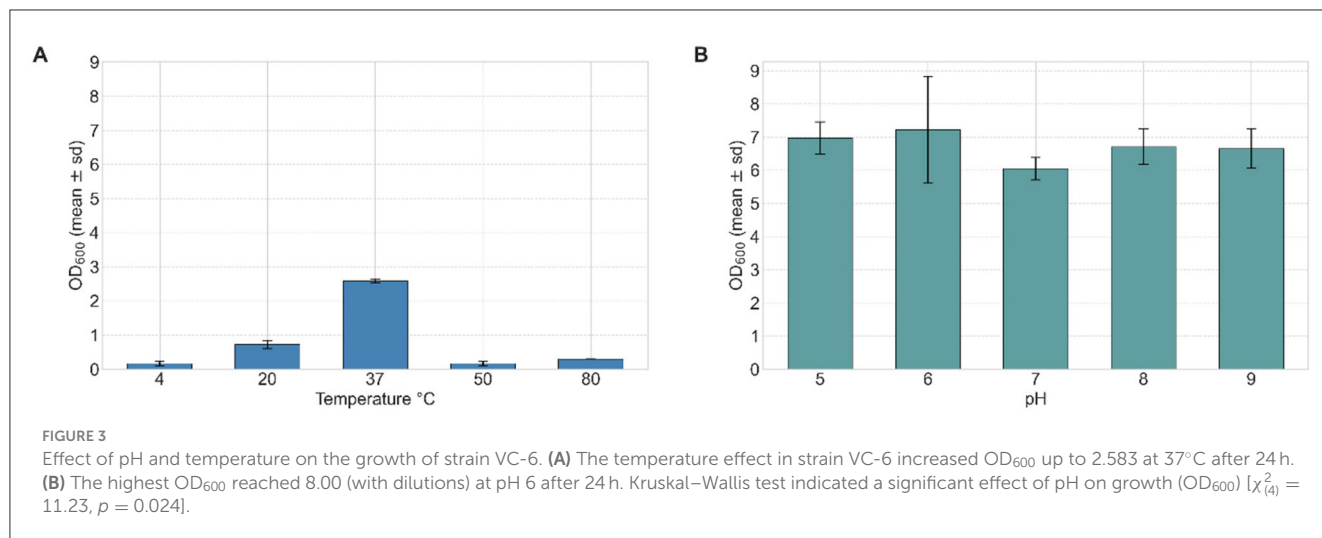 A
9
8
7
6
5
4
3
2
1
0
OD600 (mean ± sd)
4 20 37 50 80
Temperature °C
B
9
8
7
6
5
4
3
2
1
0
OD600 (mean ± sd)
5 6 7 8 9
pH
FIGURE 3
Effect of pH and temperature on the growth of strain VC-6. (A) The temperature effect in strain VC-6 increased OD600 up to 2.583 at 37°C after 24 h.
(B) The highest OD600 reached 8.00 (with dilutions) at pH 6 after 24 h. Kruskal–Wallis test indicated a significant effect of pH on growth (OD600) [χ²(4) =
11.23, p = 0.024].